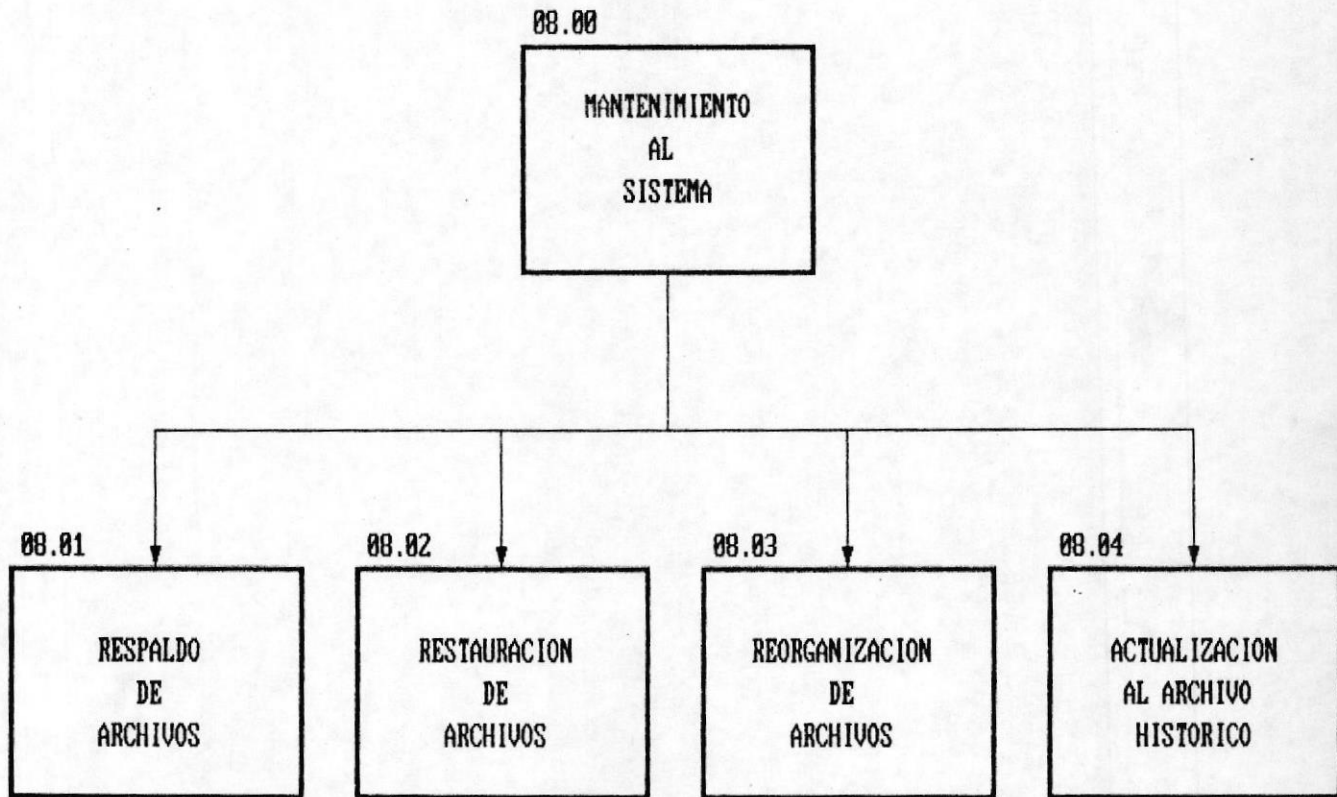 08.00
MANTENIMIENTO
AL
SISTEMA
08.01
RESPALDO
DE
ARCHIVOS
08.02
RESTAURACION
DE
ARCHIVOS
08.03
REORGANIZACION
DE
ARCHIVOS
08.04
ACTUALIZACION
AL ARCHIVO
HISTORICO